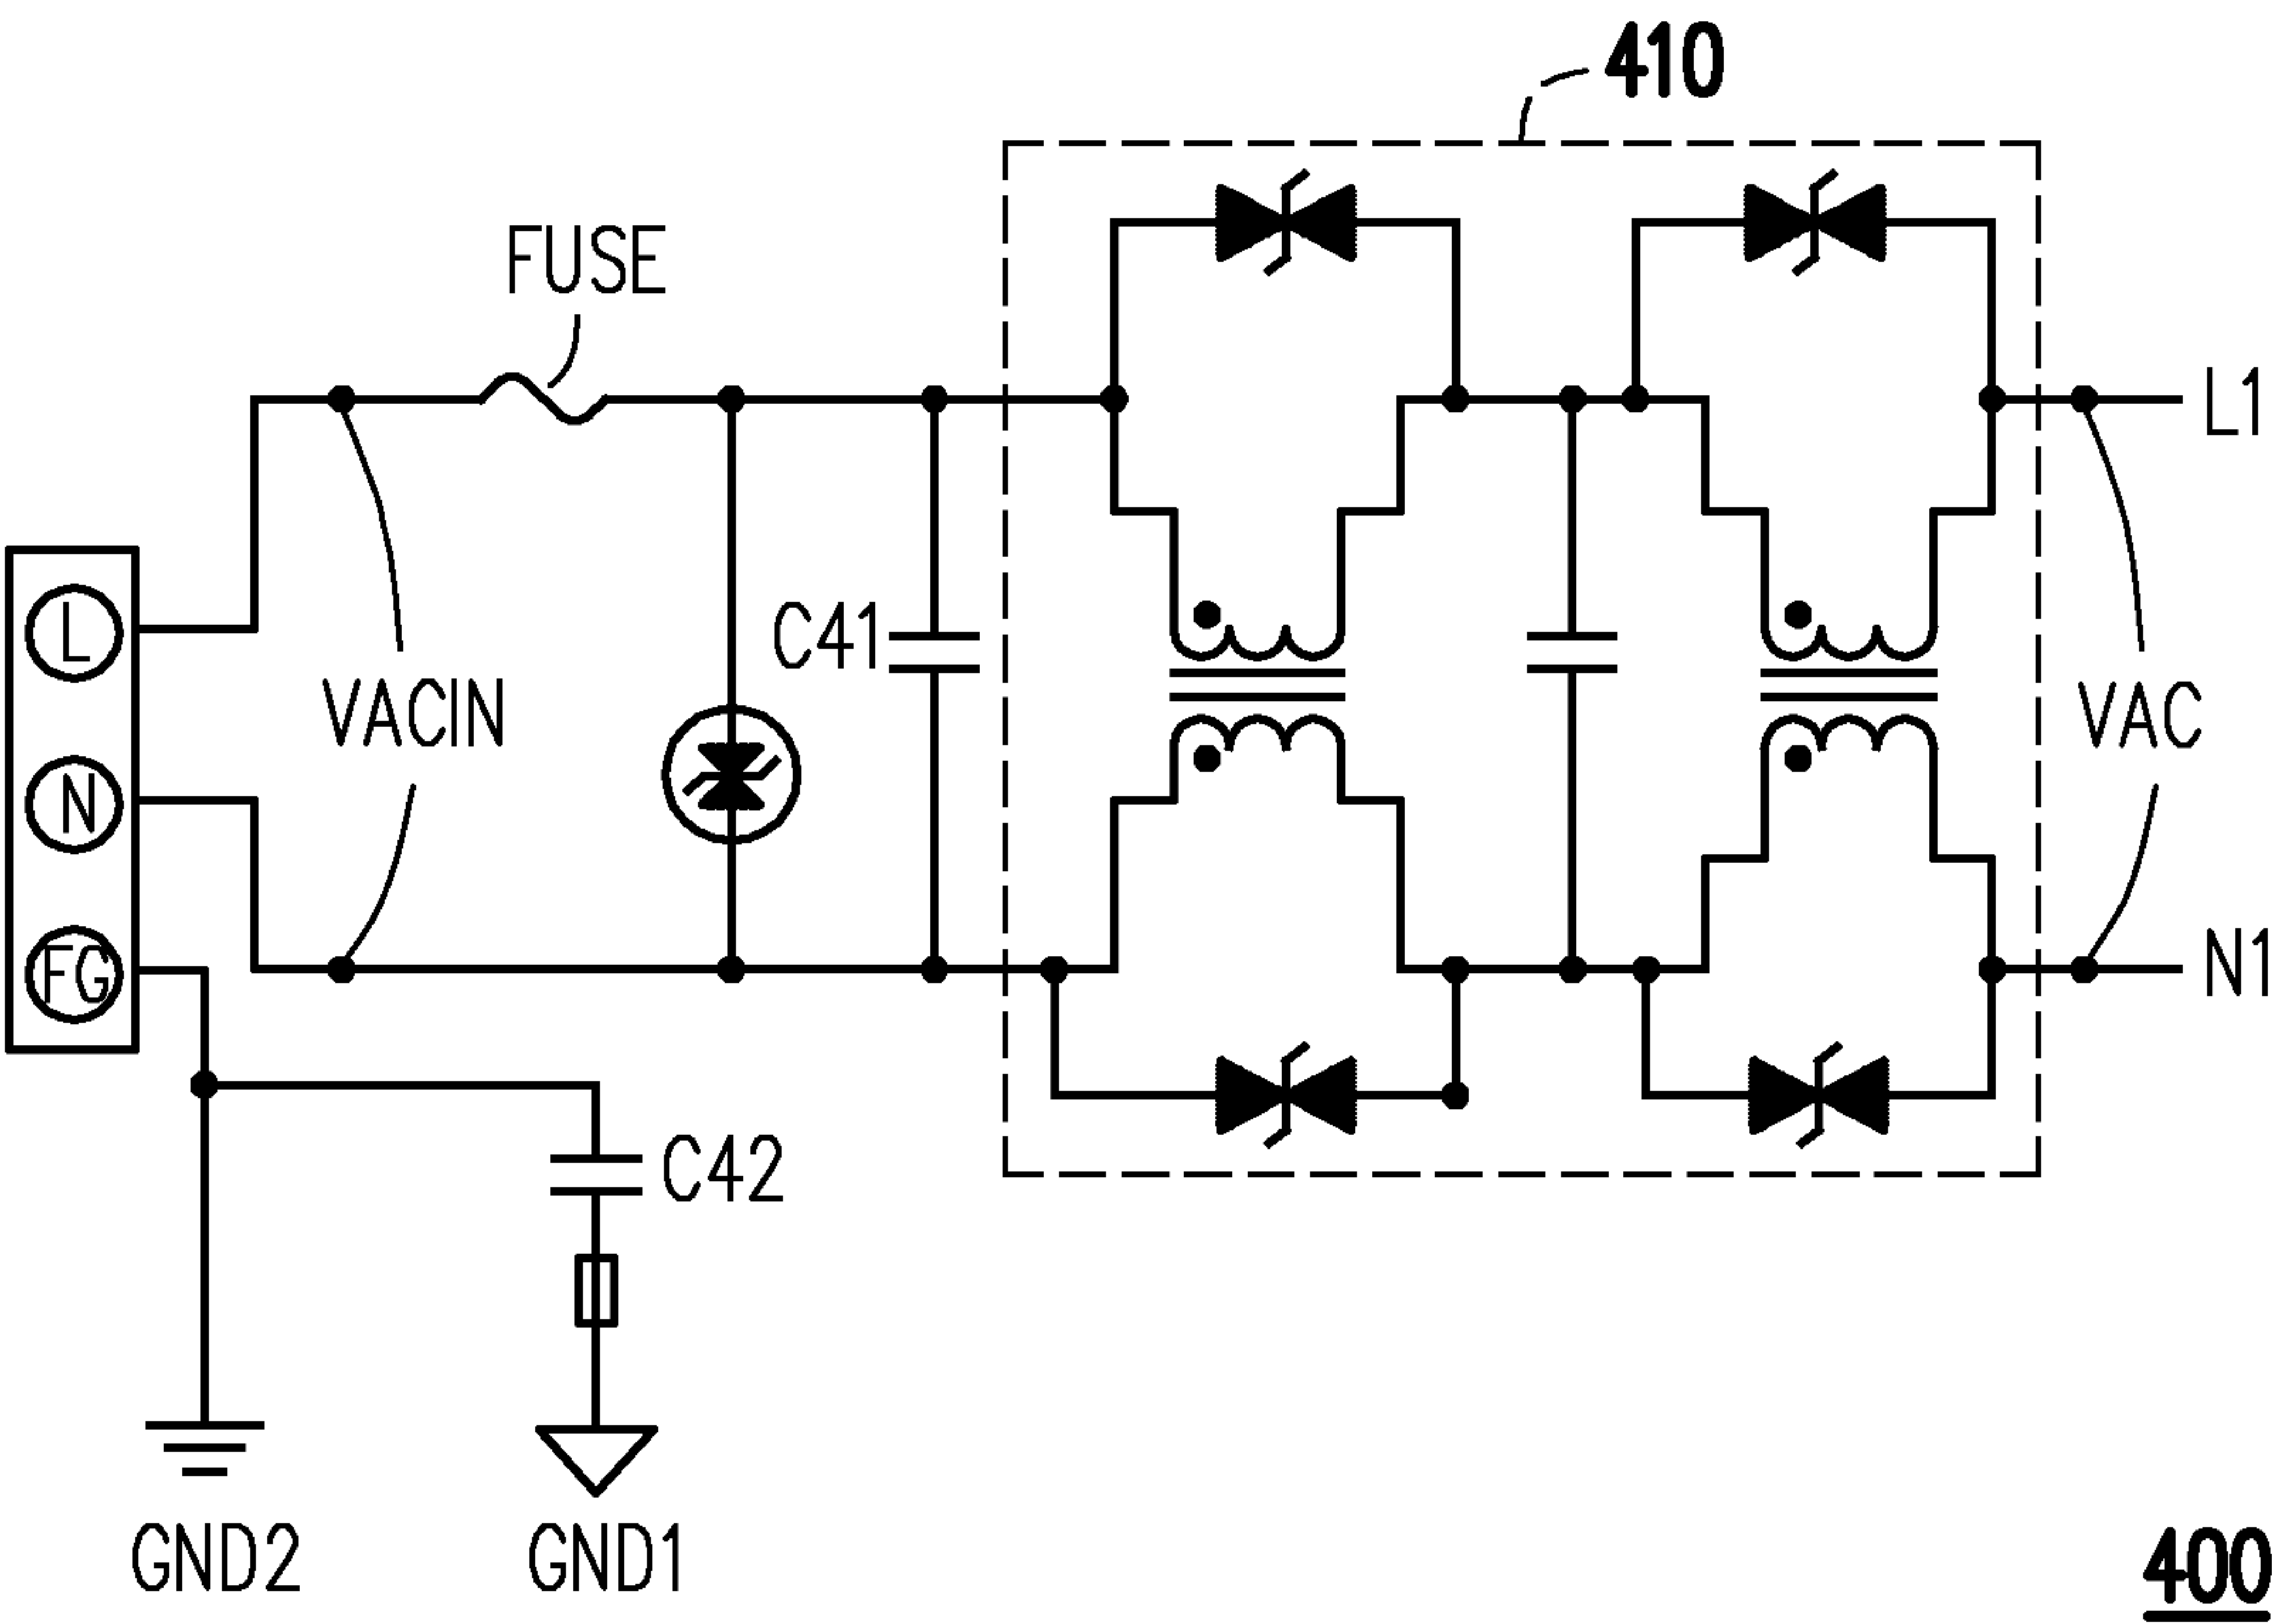 410
FUSE
L1
L
C41
VACIN
VAC
N
FG
N1
C42
GND2
GND1
400